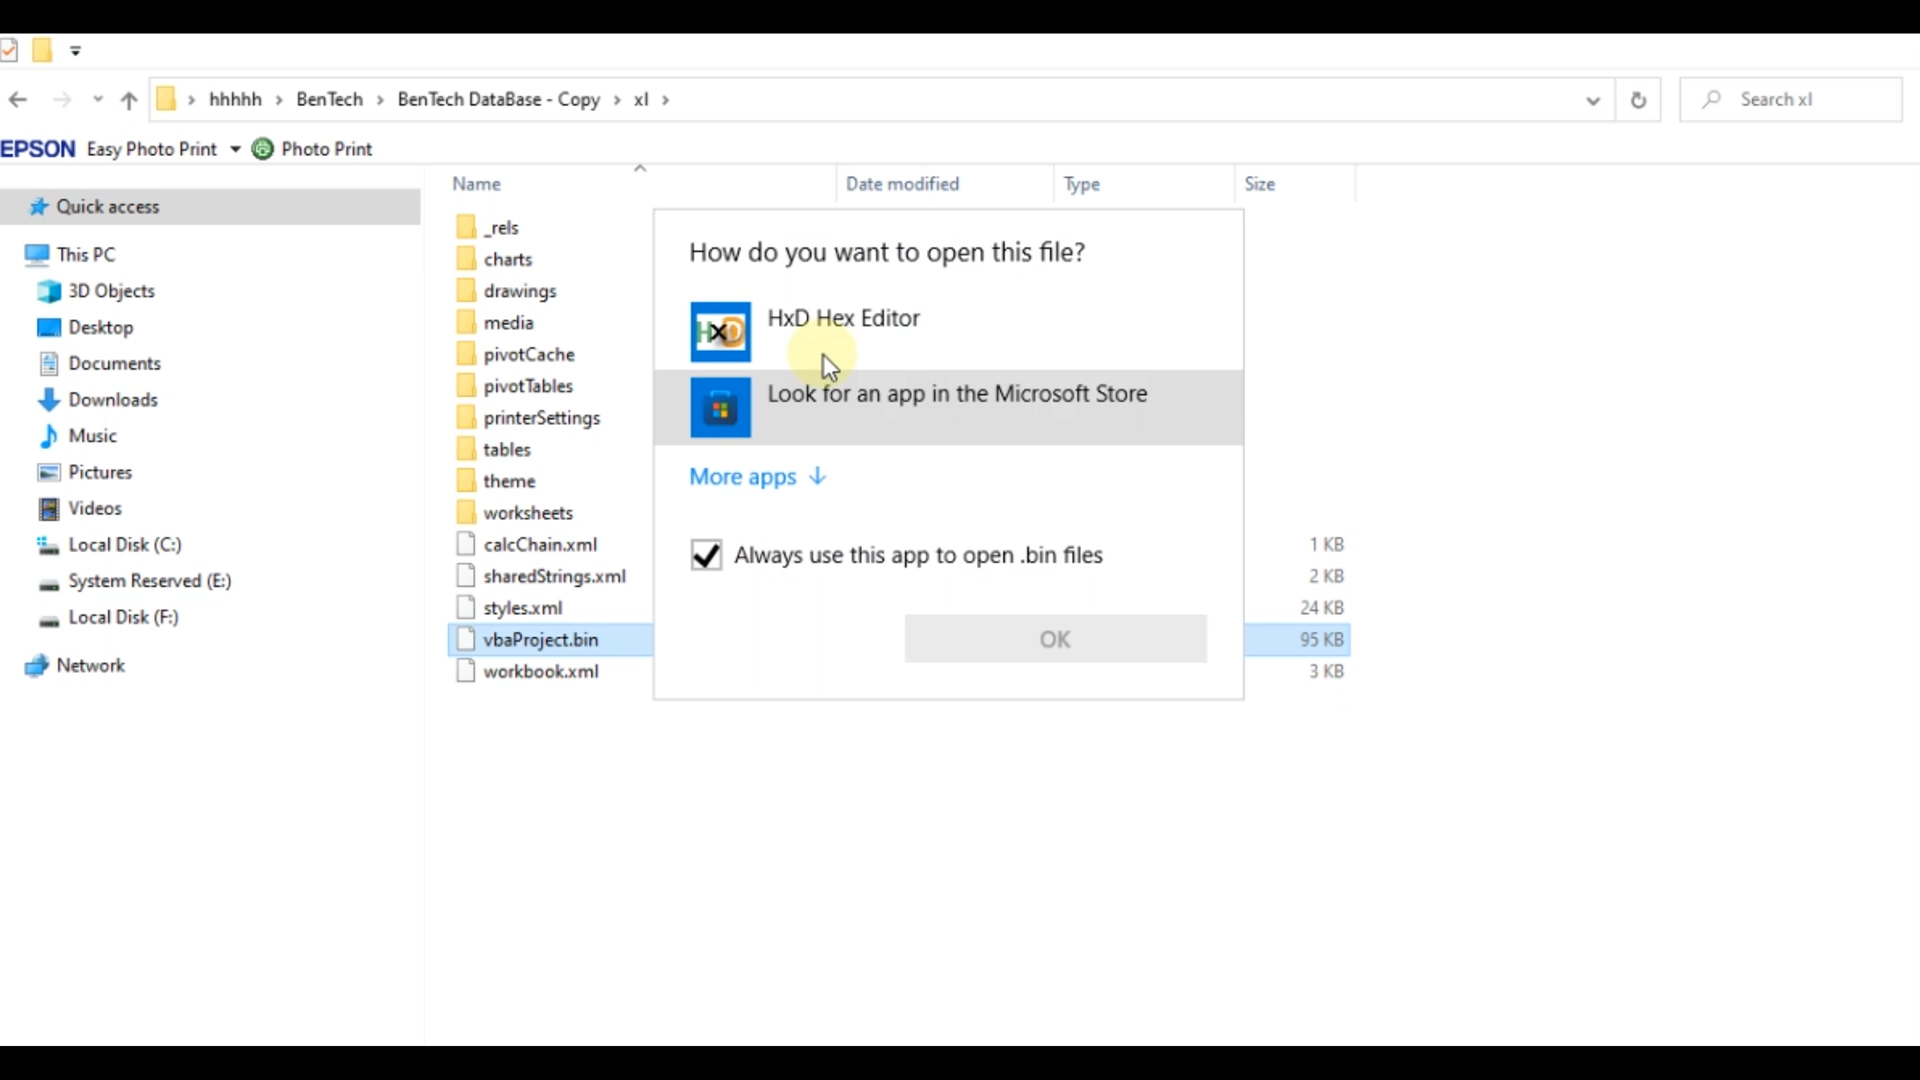 hhhhh › BenTech › BenTech DataBase - Copy › xl ›
Search xl
EPSON Easy Photo Print Photo Print
Name Date modified Type Size
Quick access
This PC
3D Objects
Desktop
Documents
Downloads
Music
Pictures
Videos
Local Disk (C:)
System Reserved (E:)
Local Disk (F:)
Network
_rels
charts
drawings
media
pivotCache
pivotTables
printerSettings
tables
theme
worksheets
calcChain.xml 1 KB
sharedStrings.xml 2 KB
styles.xml 24 KB
vbaProject.bin 95 KB
workbook.xml 3 KB
How do you want to open this file?
HxD
HxD Hex Editor
Look for an app in the Microsoft Store
More apps
Always use this app to open .bin files
OK